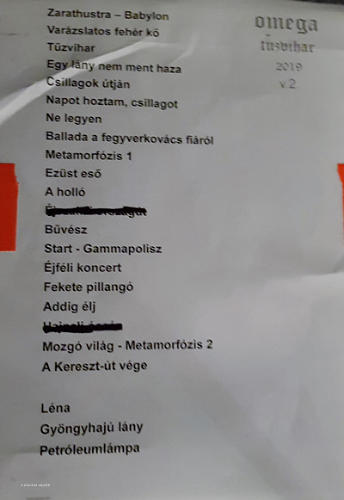 omega
tűzvihar
2019
v.2
Zarathustra – Babylon
Varázslatos fehér kő
Tűzvihar
Egy lány nem ment haza
Csillagok útján
Napot hoztam, csillagot
Ne legyen
Ballada a fegyverkovács fiáról
Metamorfózis 1
Ezüst eső
A holló
Bűvész
Start - Gammapolisz
Éjféli koncert
Fekete pillangó
Addig élj
Mozgó világ - Metamorfózis 2
A Kereszt-út vége
Léna
Gyöngyhajú lány
Petróleumlámpa